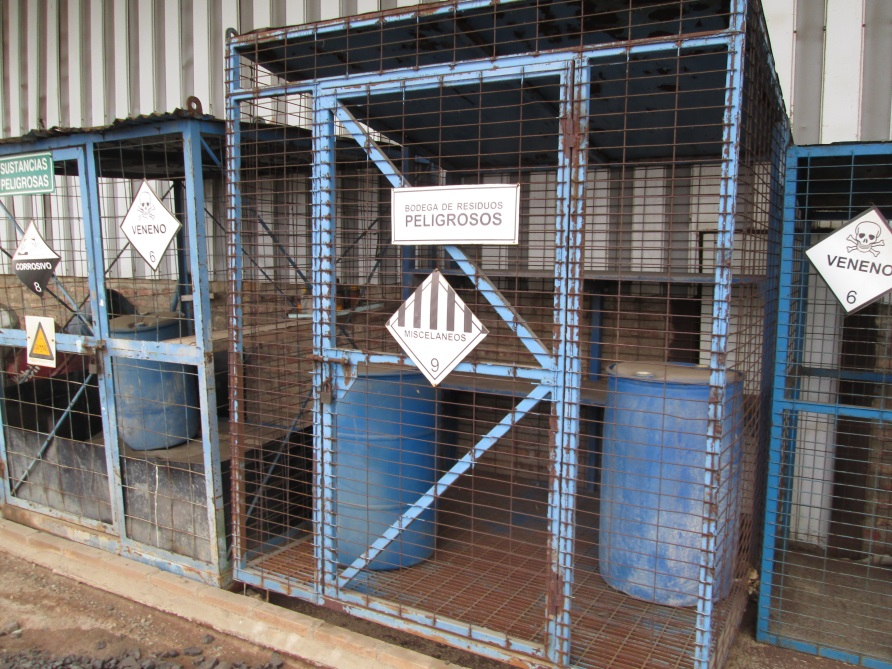 SUSTANCIAS
PELIGROSAS
CORROSIVO
8
VENENO
6
BODEGA DE RESIDUOS
PELIGROSOS
MISCELANEOS
9
VENENO
6